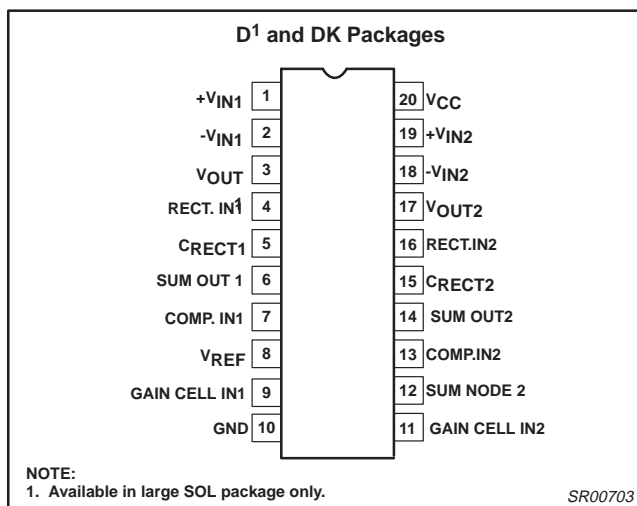 D1 and DK Packages
+VIN1 1
-VIN1 2
VOUT 3
RECT. IN1 4
CRECT1 5
SUM OUT 1 6
COMP. IN1 7
VREF 8
GAIN CELL IN1 9
GND 10
20 VCC
19 +VIN2
18 -VIN2
17 VOUT2
16 RECT.IN2
15 CRECT2
14 SUM OUT2
13 COMP.IN2
12 SUM NODE 2
11 GAIN CELL IN2
NOTE:
1. Available in large SOL package only.
SR00703